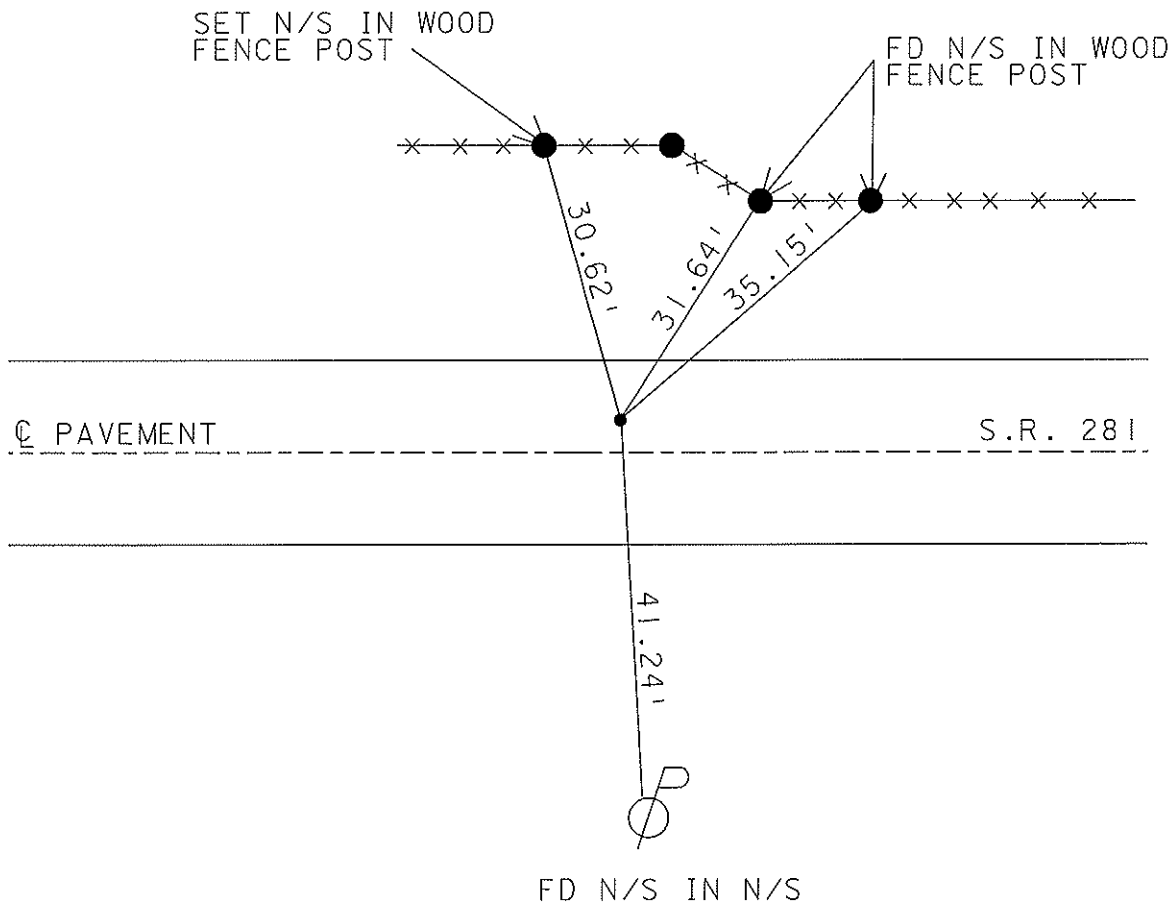 SET N/S IN WOOD
FENCE POST
FD N/S IN WOOD
FENCE POST
30.62'
31.64'
35.15'
℄ PAVEMENT
S.R. 281
41.24'
P
FD N/S IN N/S